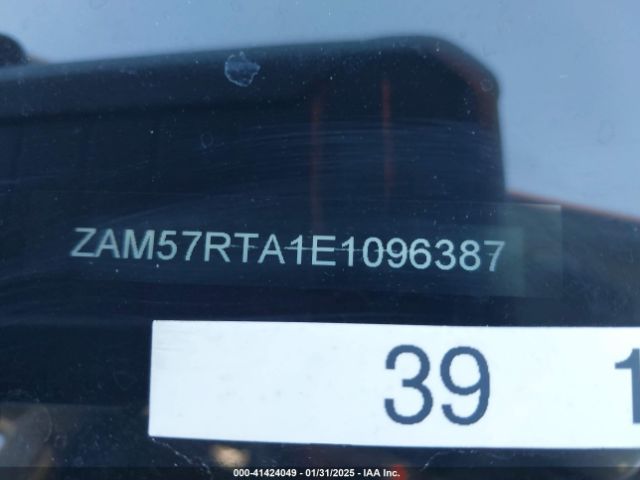 ZAM57RTA1E1096387
39 1
000-41424049 - 01/31/2025 - IAA Inc.